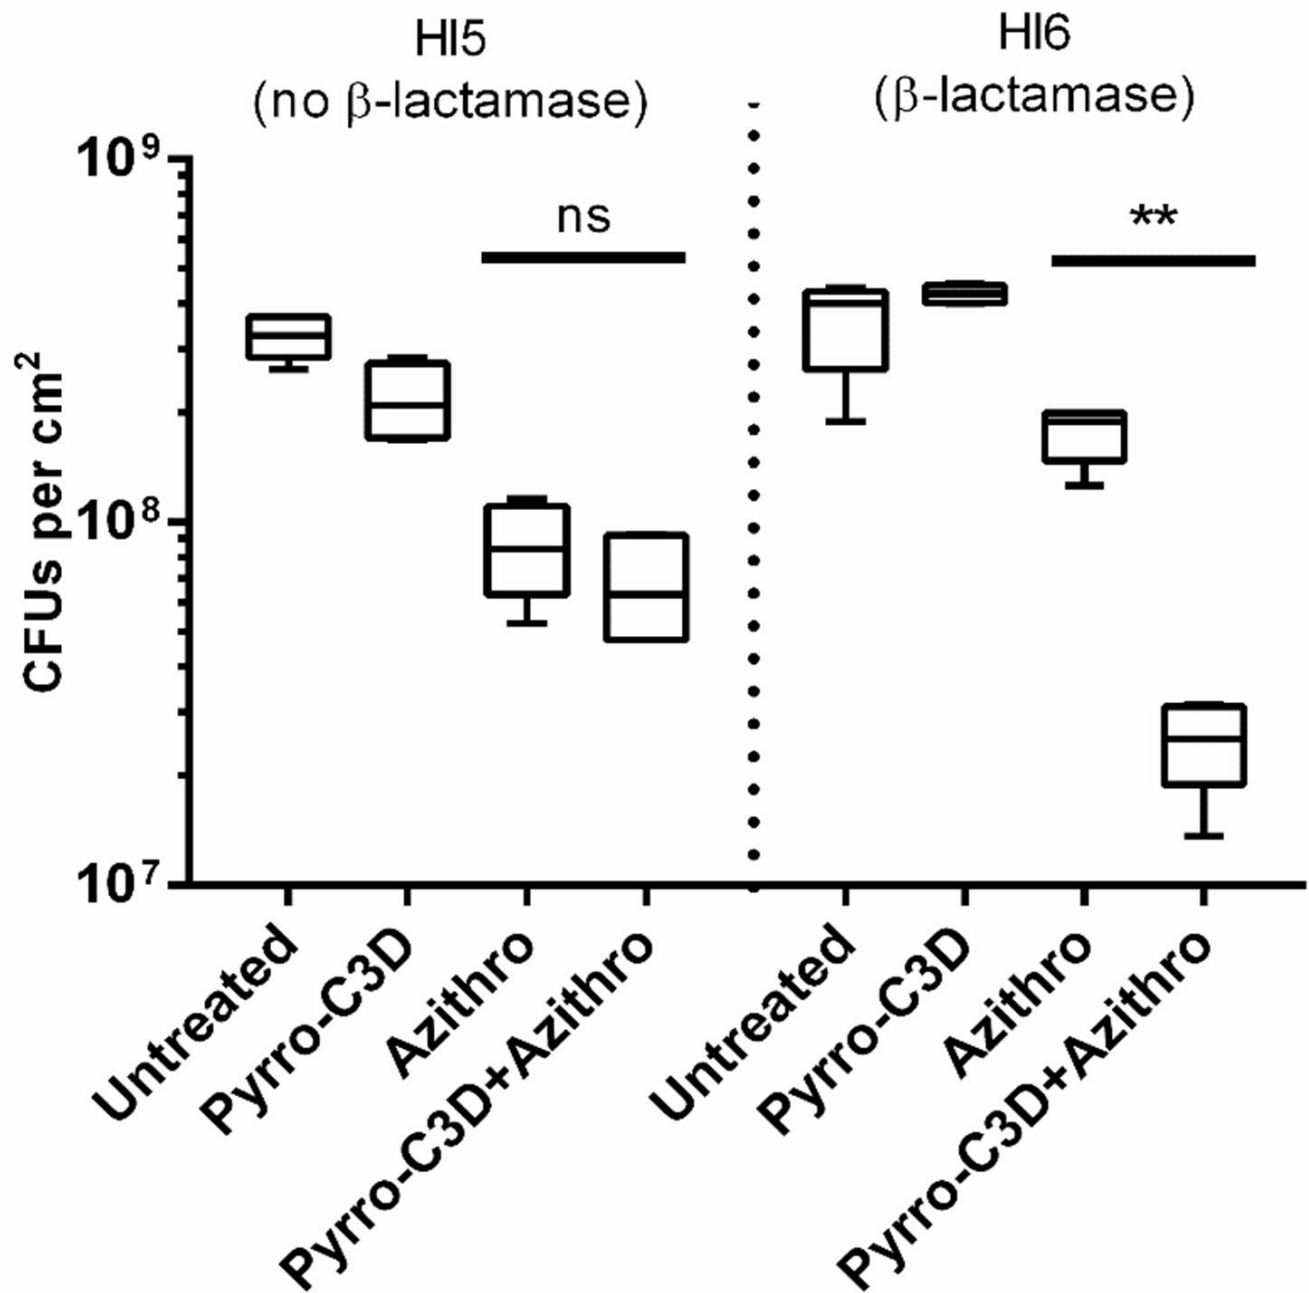 HI5
(no β-lactamase)
HI6
(β-lactamase)
CFUs per cm²
10⁹
10⁸
10⁷
ns
**
Untreated
Pyrro-C3D
Azithro
Pyrro-C3D+Azithro
Untreated
Pyrro-C3D
Azithro
Pyrro-C3D+Azithro